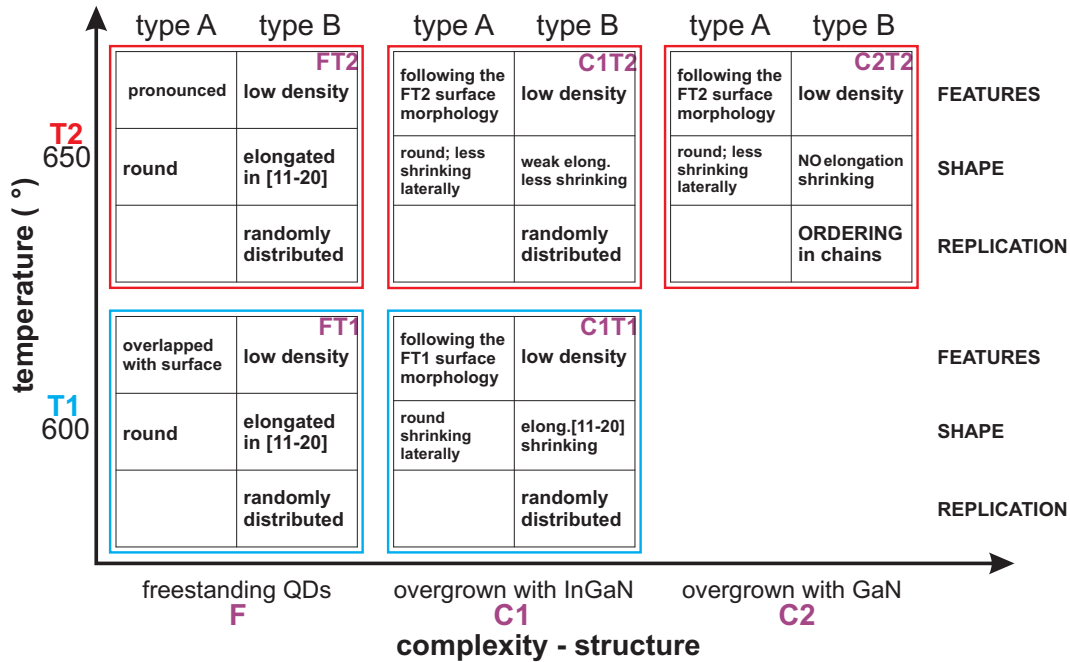 type A type B type A type B type A type B
FT2
pronounced
low density
C1T2
following the
FT2 surface
morphology
low density
C2T2
following the
FT2 surface
morphology
low density
FEATURES
T2
650
round
elongated
in [11-20]
round; less
shrinking
laterally
weak elong.
less shrinking
round; less
shrinking
laterally
NO elongation
shrinking
SHAPE
randomly
distributed
randomly
distributed
ORDERING
in chains
REPLICATION
temperature ( °)
FT1
overlapped
with surface
low density
C1T1
following the
FT1 surface
morphology
low density
FEATURES
T1
600
round
elongated
in [11-20]
round
shrinking
laterally
elong.[11-20]
shrinking
SHAPE
randomly
distributed
randomly
distributed
REPLICATION
freestanding QDs
F
overgrown with InGaN
C1
overgrown with GaN
C2
complexity - structure